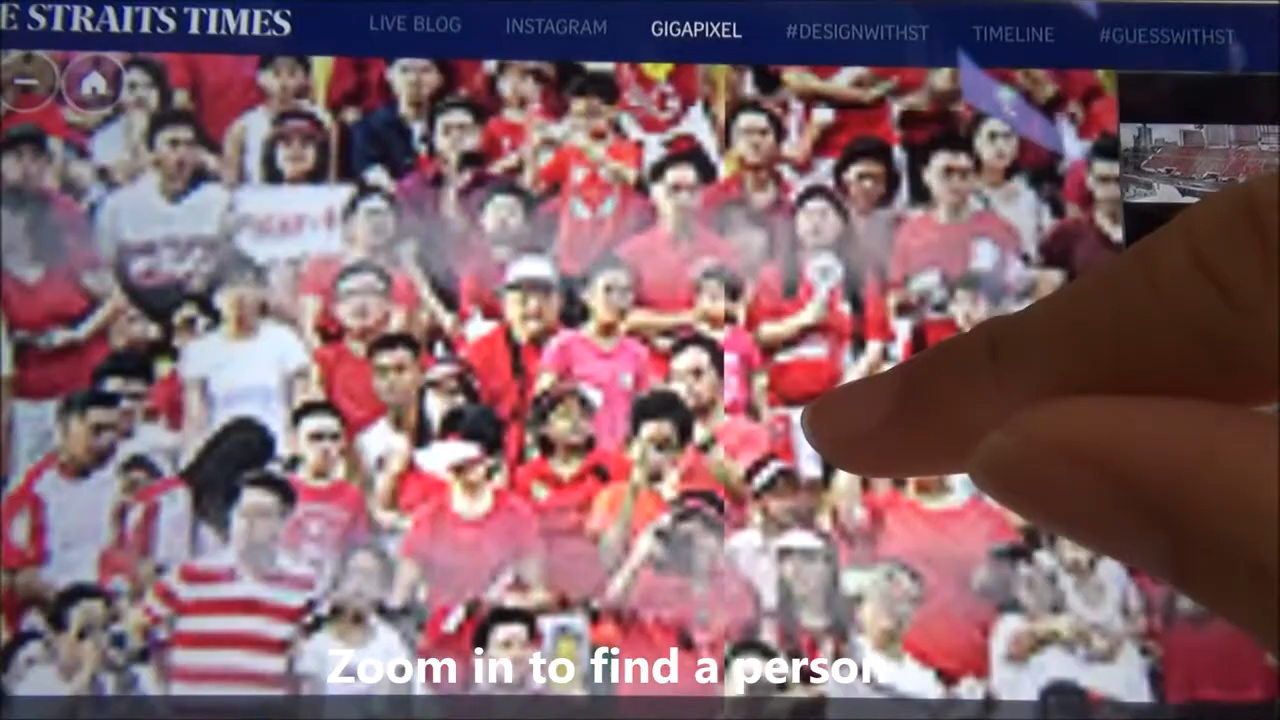 E STRAITS TIMES
LIVE BLOG
INSTAGRAM
GIGAPIXEL
#DESIGNWITHST
TIMELINE
#GUESSWITHST
Zoom in to find a person